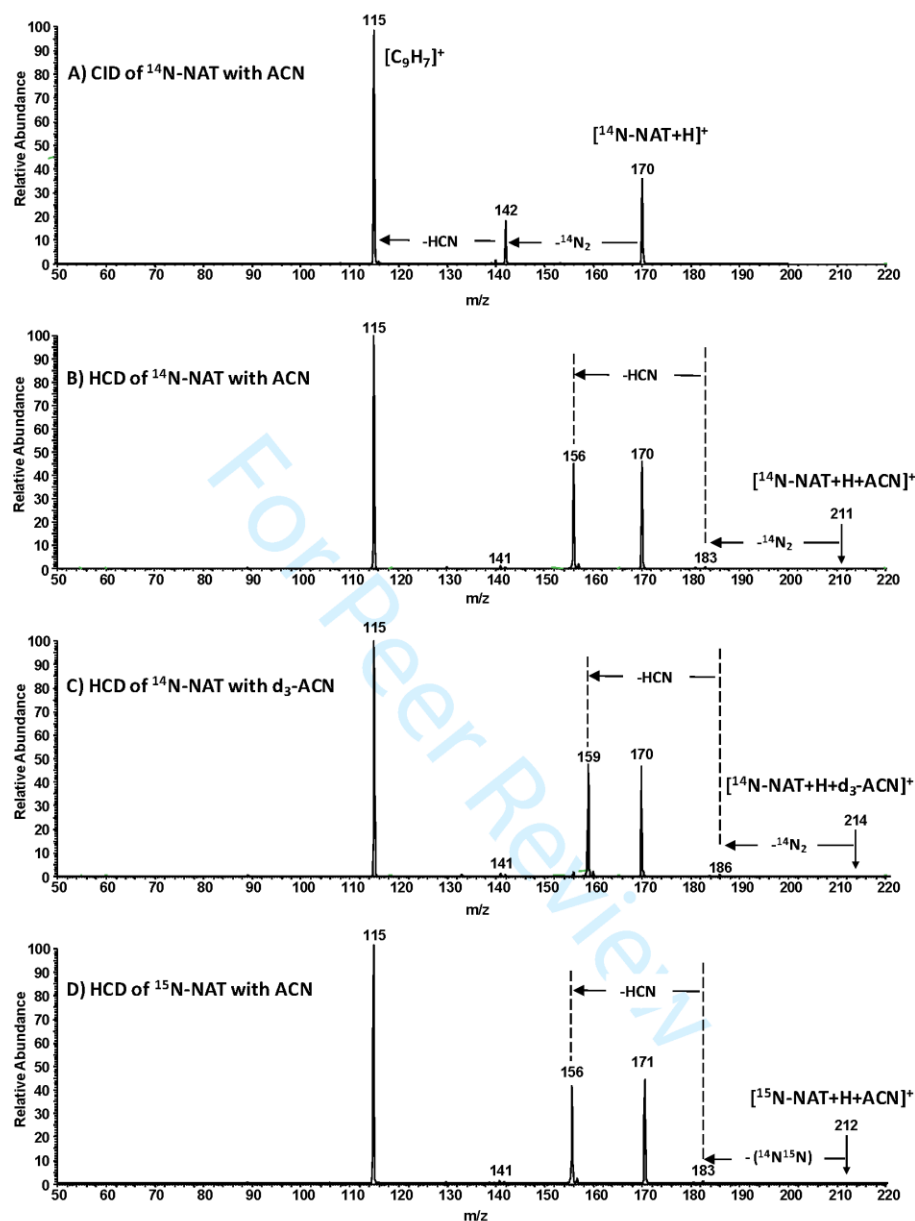 115
100
90
80
70
60
50
40
30
20
10
0
Relative Abundance
A) CID of ¹⁴N-NAT with ACN
[C₉H₇]⁺
[¹⁴N-NAT+H]⁺
170
142
-HCN
-¹⁴N₂
50 60 70 80 90 100 110 120 130 140 150 160 170 180 190 200 210 220
m/z
115
100
90
80
70
60
50
40
30
20
10
0
Relative Abundance
B) HCD of ¹⁴N-NAT with ACN
-HCN
156
170
[¹⁴N-NAT+H+ACN]⁺
211
-¹⁴N₂
141
183
50 60 70 80 90 100 110 120 130 140 150 160 170 180 190 200 210 220
m/z
115
100
90
80
70
60
50
40
30
20
10
0
Relative Abundance
C) HCD of ¹⁴N-NAT with d₃-ACN
-HCN
159
170
[¹⁴N-NAT+H+d₃-ACN]⁺
214
-¹⁴N₂
141
186
50 60 70 80 90 100 110 120 130 140 150 160 170 180 190 200 210 220
m/z
115
100
90
80
70
60
50
40
30
20
10
0
Relative Abundance
D) HCD of ¹⁵N-NAT with ACN
-HCN
156
171
[¹⁵N-NAT+H+ACN]⁺
212
- (¹⁴N¹⁵N)
141
183
50 60 70 80 90 100 110 120 130 140 150 160 170 180 190 200 210 220
m/z
For Peer Review